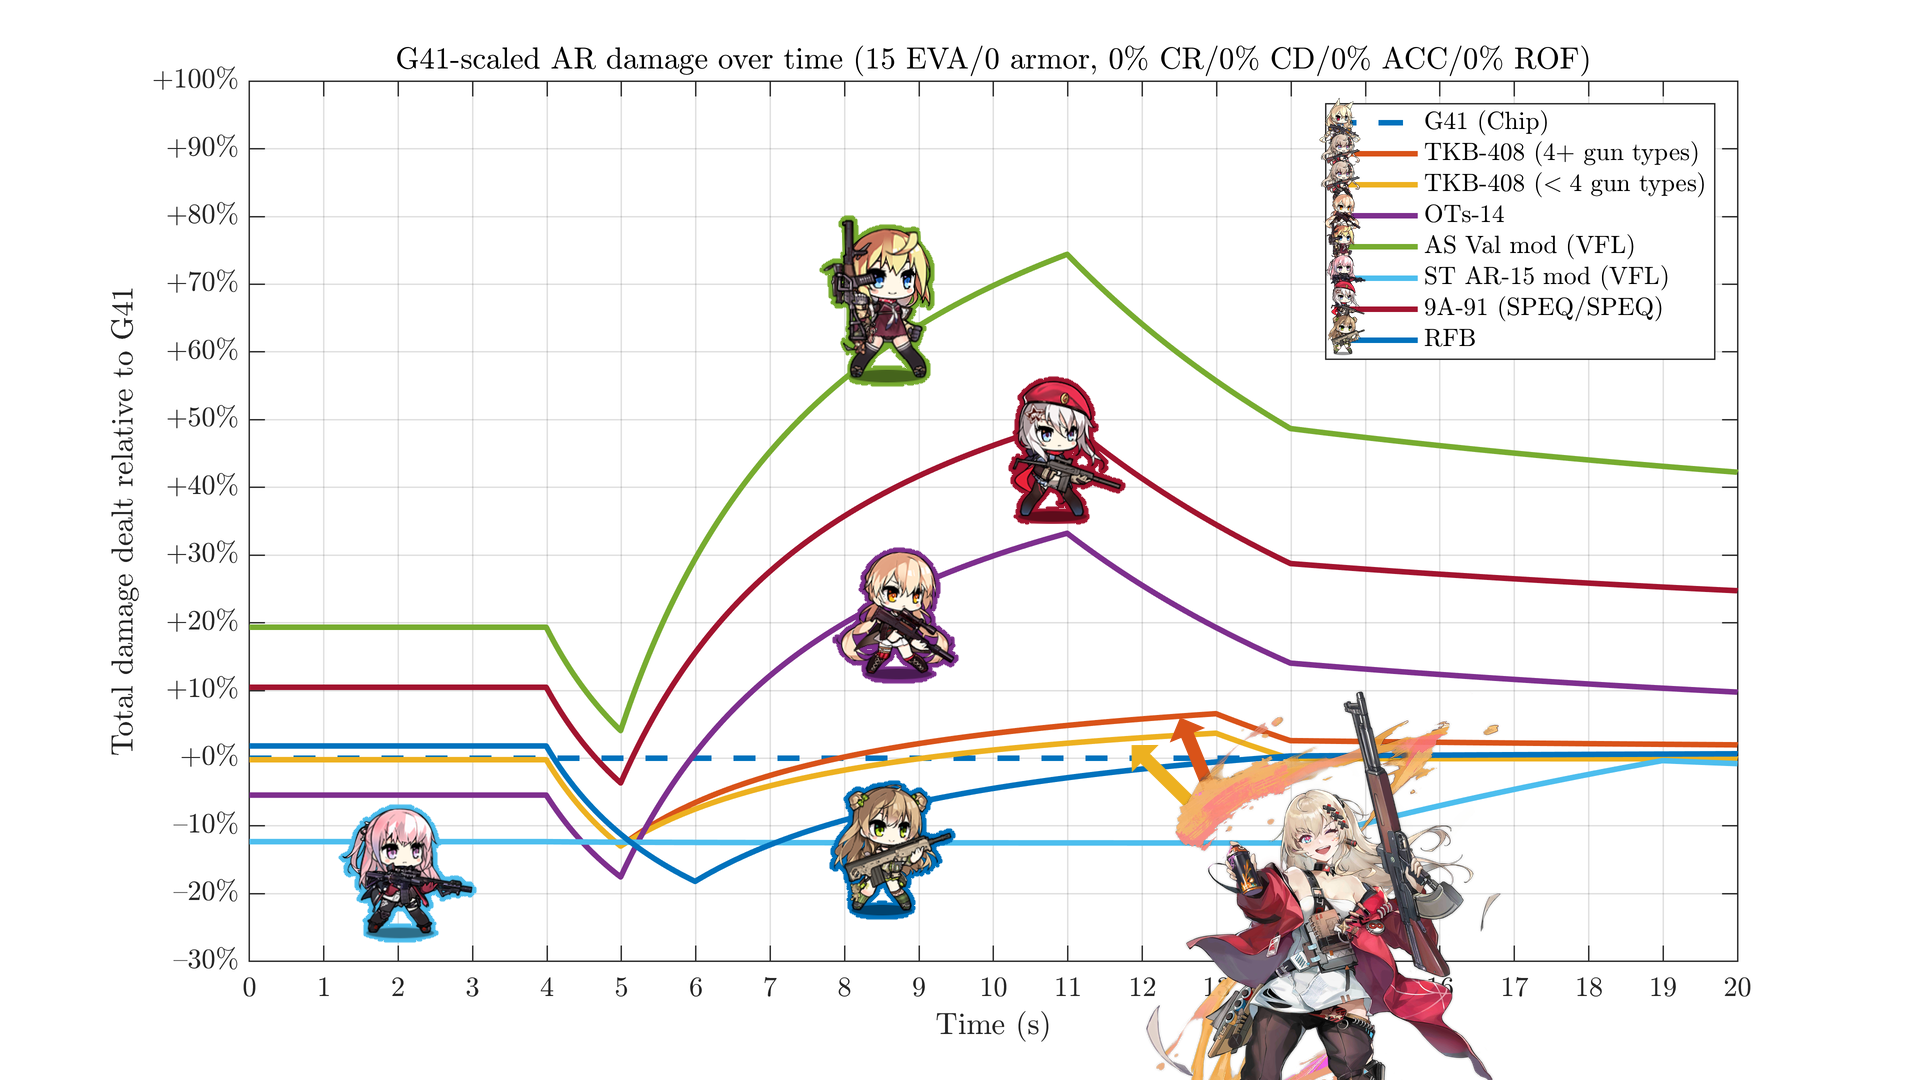 G41-scaled AR damage over time (15 EVA/0 armor, 0% CR/0% CD/0% ACC/0% ROF)
+100%
+90%
+80%
+70%
+60%
+50%
+40%
+30%
+20%
+10%
+0%
–10%
–20%
–30%
Total damage dealt relative to G41
G41 (Chip)
TKB-408 (4+ gun types)
TKB-408 (< 4 gun types)
OTs-14
AS Val mod (VFL)
ST AR-15 mod (VFL)
9A-91 (SPEQ/SPEQ)
RFB
0 1 2 3 4 5 6 7 8 9 10 11 12 17 18 19 20
Time (s)